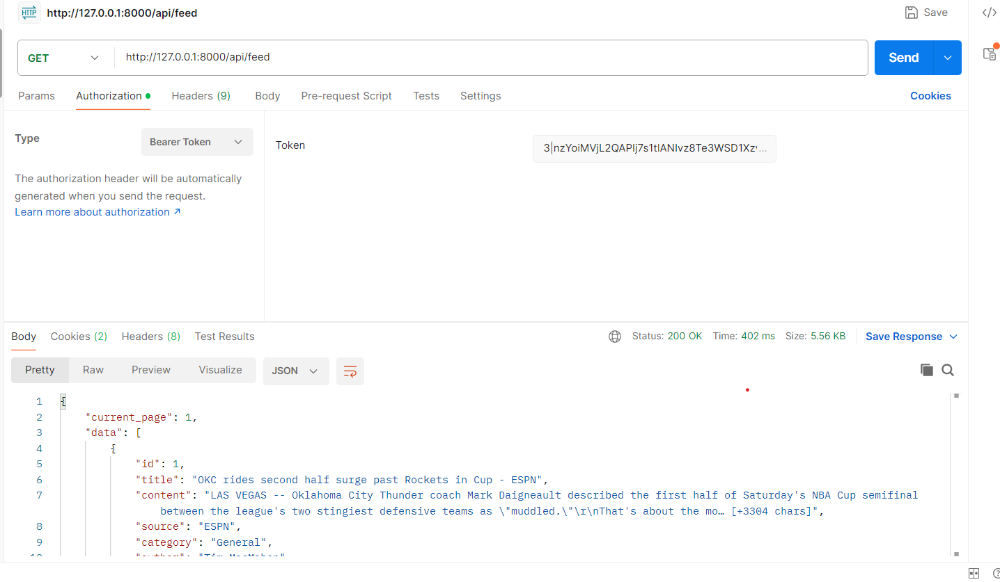 HTTP http://127.0.0.1:8000/api/feed Save </>
GET http://127.0.0.1:8000/api/feed Send
Params Authorization Headers (9) Body Pre-request Script Tests Settings Cookies
Type Bearer Token Token 3|nzYoiMVjL2QAPIj7s1tIANIvz8Te3WSD1Xzv...
The authorization header will be automatically
generated when you send the request.
Learn more about authorization ↗
Body Cookies (2) Headers (8) Test Results Status: 200 OK Time: 402 ms Size: 5.56 KB Save Response
Pretty Raw Preview Visualize JSON
1 {
2 "current_page": 1,
3 "data": [
4 {
5 "id": 1,
6 "title": "OKC rides second half surge past Rockets in Cup - ESPN",
7 "content": "LAS VEGAS -- Oklahoma City Thunder coach Mark Daigneault described the first half of Saturday's NBA Cup semifinal
between the league's two stingiest defensive teams as \"muddled.\"\r\nThat's about the mo… [+3304 chars]",
8 "source": "ESPN",
9 "category": "General",
10 "author": "Tim MacMahon"